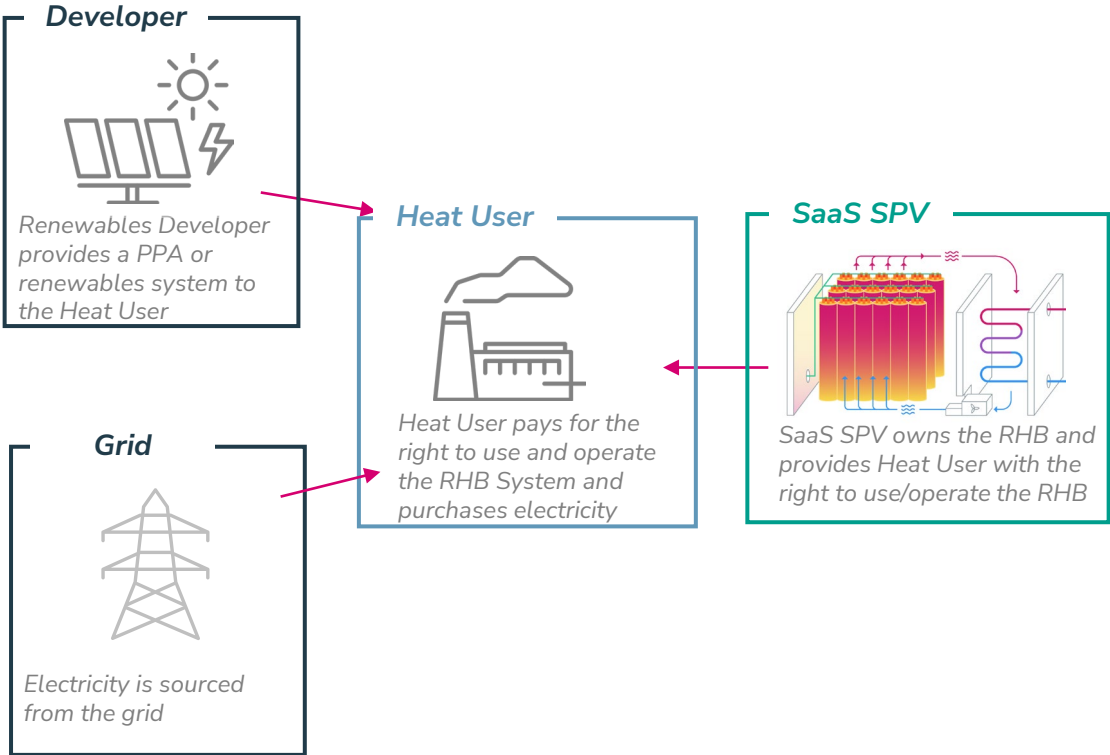 Developer
Renewables Developer
provides a PPA or
renewables system to
the Heat User
Grid
Electricity is sourced
from the grid
Heat User
Heat User pays for the
right to use and operate
the RHB System and
purchases electricity
SaaS SPV
SaaS SPV owns the RHB and
provides Heat User with the
right to use/operate the RHB